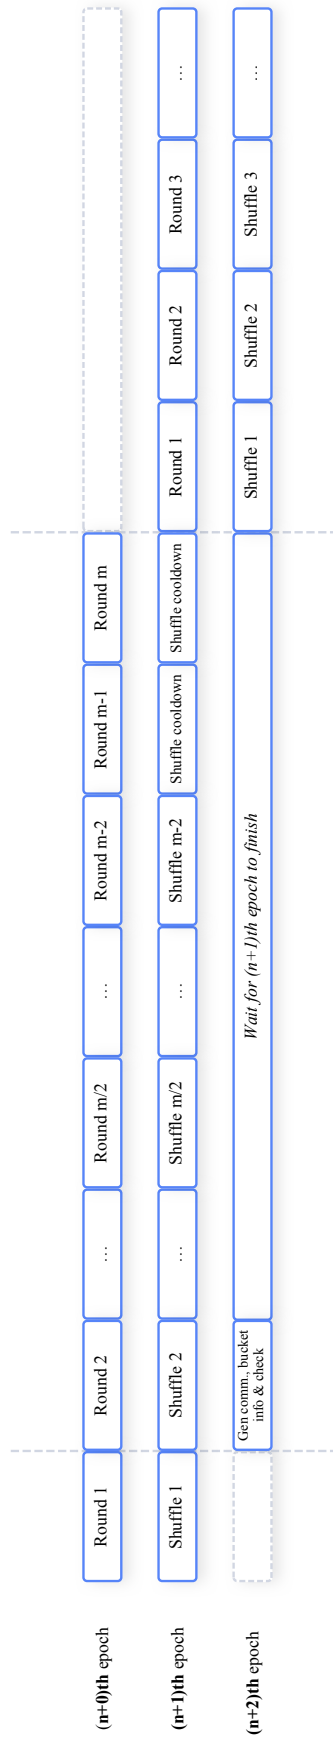 (n+0)th epoch
Round 1
Round 2
...
Round m/2
...
Round m-2
Round m-1
Round m
(n+1)th epoch
Shuffle 1
Shuffle 2
...
Shuffle m/2
...
Shuffle m-2
Shuffle cooldown
Shuffle cooldown
Round 1
Round 2
Round 3
...
(n+2)th epoch
Gen comm., bucket
info & check
Wait for (n+1)th epoch to finish
Shuffle 1
Shuffle 2
Shuffle 3
...